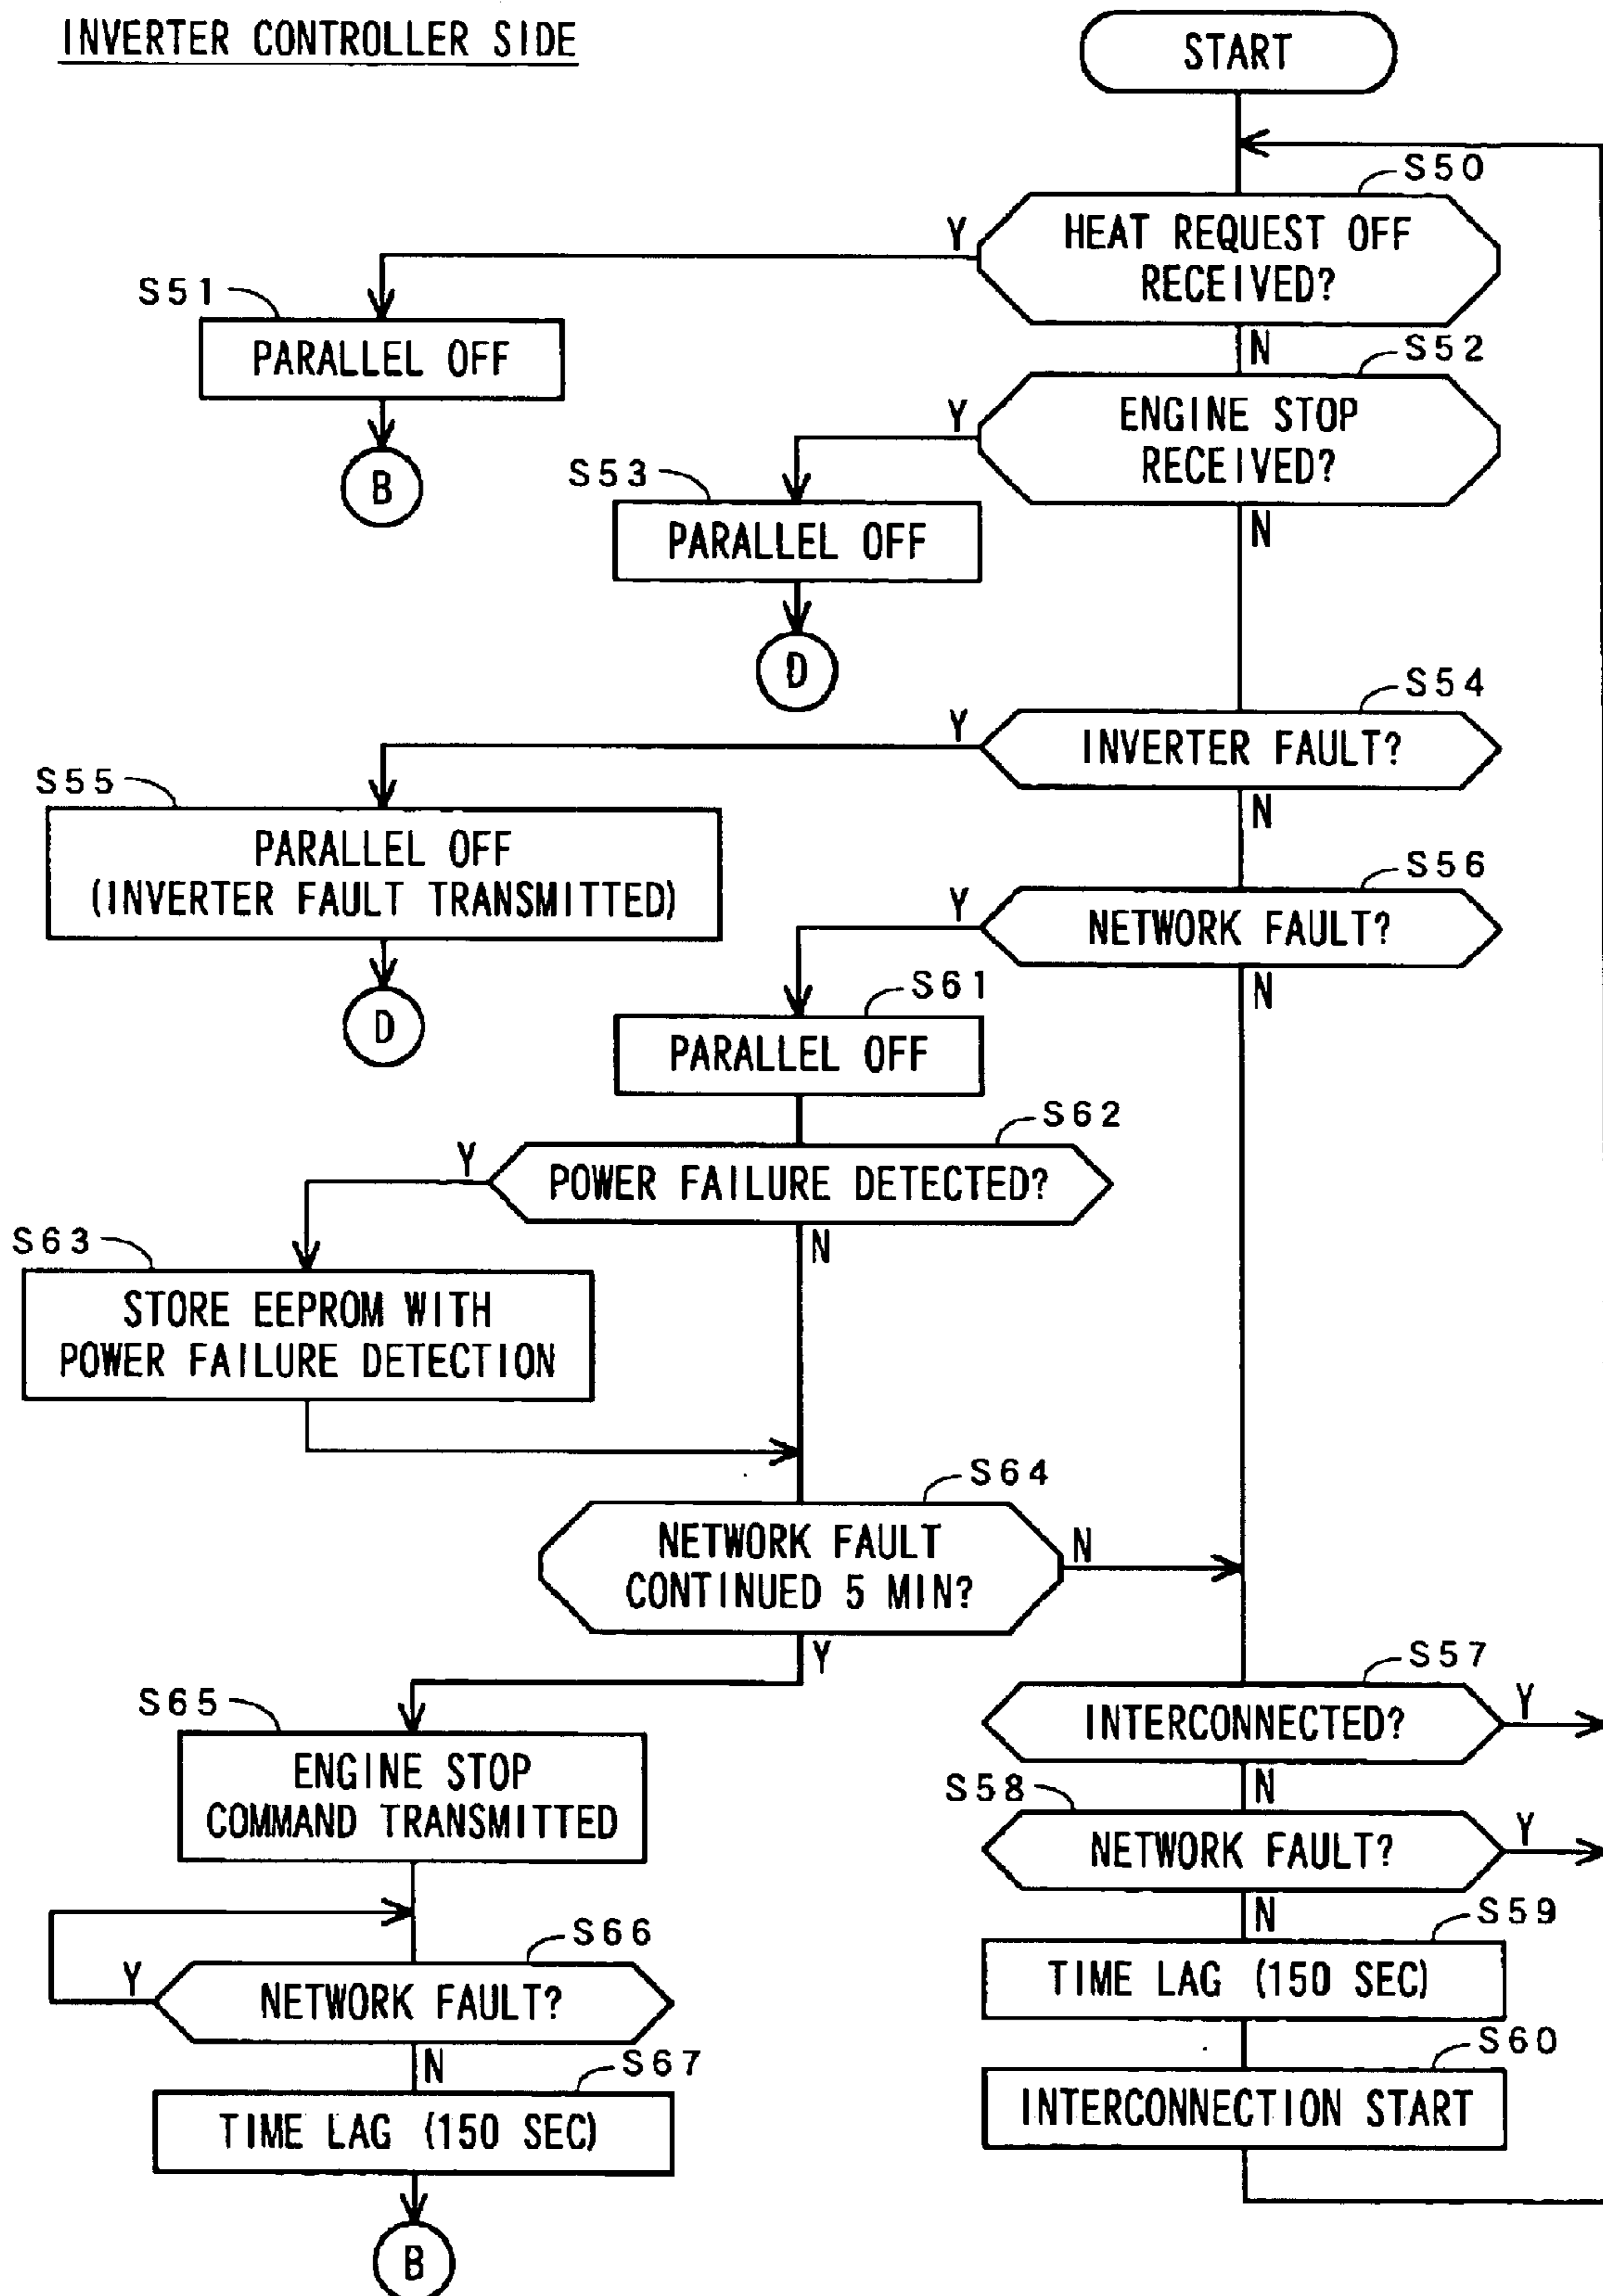 INVERTER CONTROLLER SIDE
START
S50
Y
HEAT REQUEST OFF
RECEIVED?
S51
PARALLEL OFF
N
S52
B
Y
ENGINE STOP
RECEIVED?
S53
PARALLEL OFF
N
D
S54
Y
INVERTER FAULT?
S55
PARALLEL OFF
(INVERTER FAULT TRANSMITTED)
N
S56
Y
NETWORK FAULT?
D
S61
N
PARALLEL OFF
S62
Y
POWER FAILURE DETECTED?
S63
N
STORE EEPROM WITH
POWER FAILURE DETECTION
S64
NETWORK FAULT
CONTINUED 5 MIN?
N
Y
S57
S65
INTERCONNECTED?
Y
ENGINE STOP
COMMAND TRANSMITTED
N
S58
NETWORK FAULT?
Y
N
S59
S66
Y
NETWORK FAULT?
TIME LAG (150 SEC)
N
S67
S60
TIME LAG (150 SEC)
INTERCONNECTION START
B